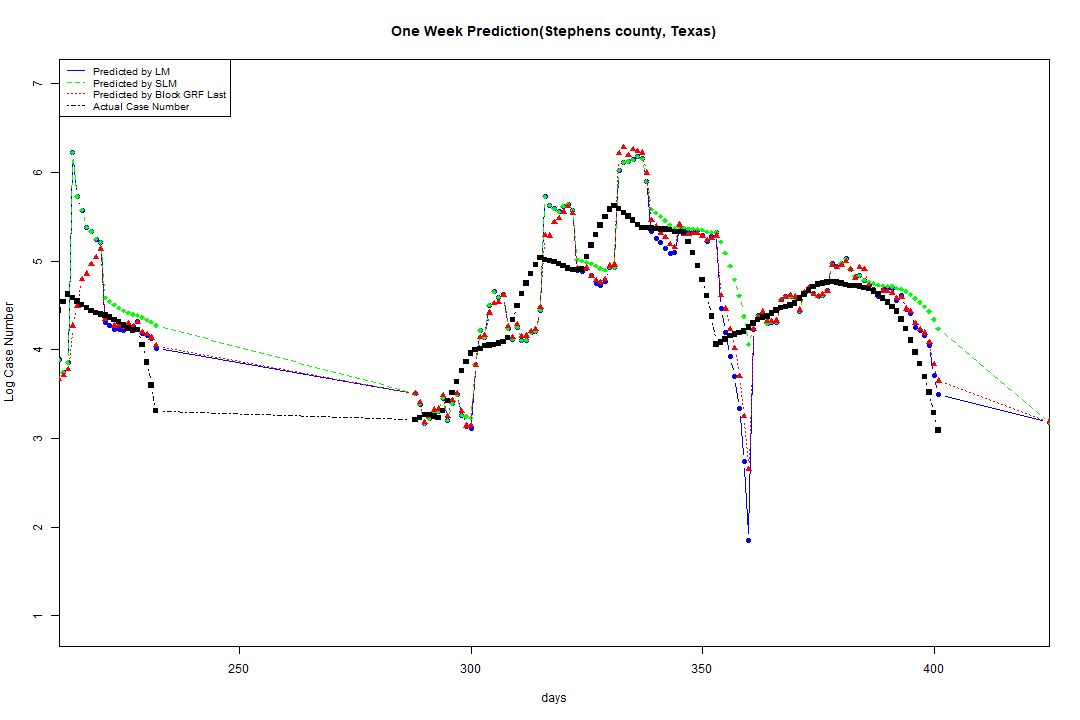 One Week Prediction(Stephens county, Texas)
Predicted by LM
Predicted by SLM
Predicted by Block GRF Last
Actual Case Number
7
6
5
4
3
2
1
Log Case Number
250 300 350 400
days